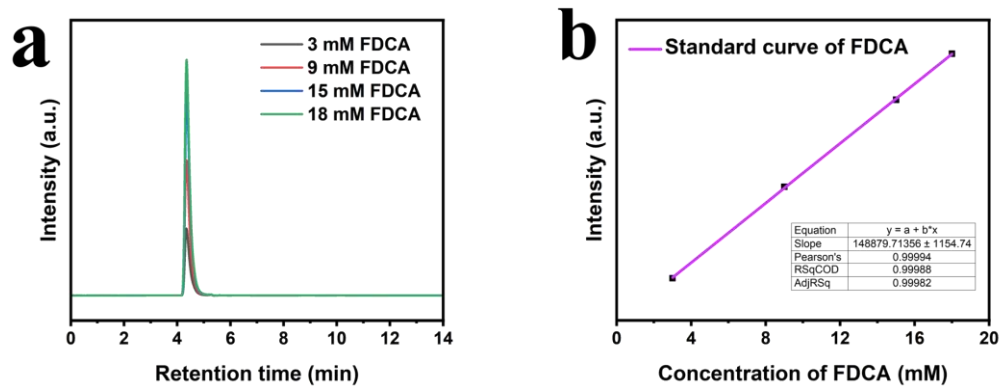 a
3 mM FDCA
9 mM FDCA
15 mM FDCA
18 mM FDCA
Intensity (a.u.)
0 2 4 6 8 10 12 14
Retention time (min)
b
Standard curve of FDCA
Intensity (a.u.)
Equation y = a + b*x
Slope 148879.71356 ± 1154.74
Pearson's 0.99994
RSqCOD 0.99988
AdjRSq 0.99982
0 4 8 12 16 20
Concentration of FDCA (mM)